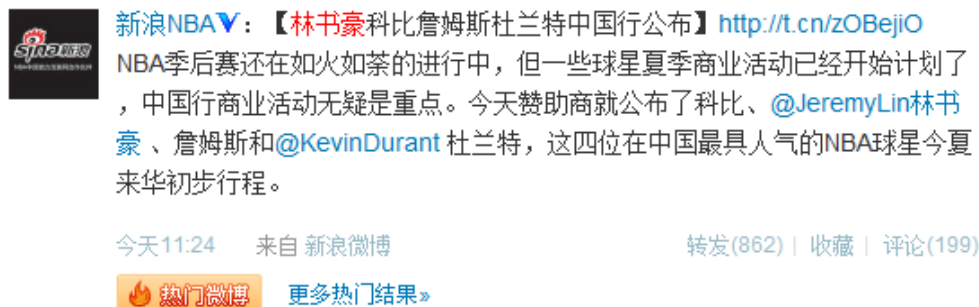 新浪NBA：【林书豪科比詹姆斯杜兰特中国行公布】http://t.cn/zOBejiO
NBA季后赛还在如火如荼的进行中，但一些球星夏季商业活动已经开始计划了
，中国行商业活动无疑是重点。今天赞助商就公布了科比、@JeremyLin林书
豪 、詹姆斯和@KevinDurant 杜兰特，这四位在中国最具人气的NBA球星今夏
来华初步行程。
sina新浪
今天11:24 来自 新浪微博 转发(862) | 收藏 | 评论(199)
热门微博 更多热门结果»